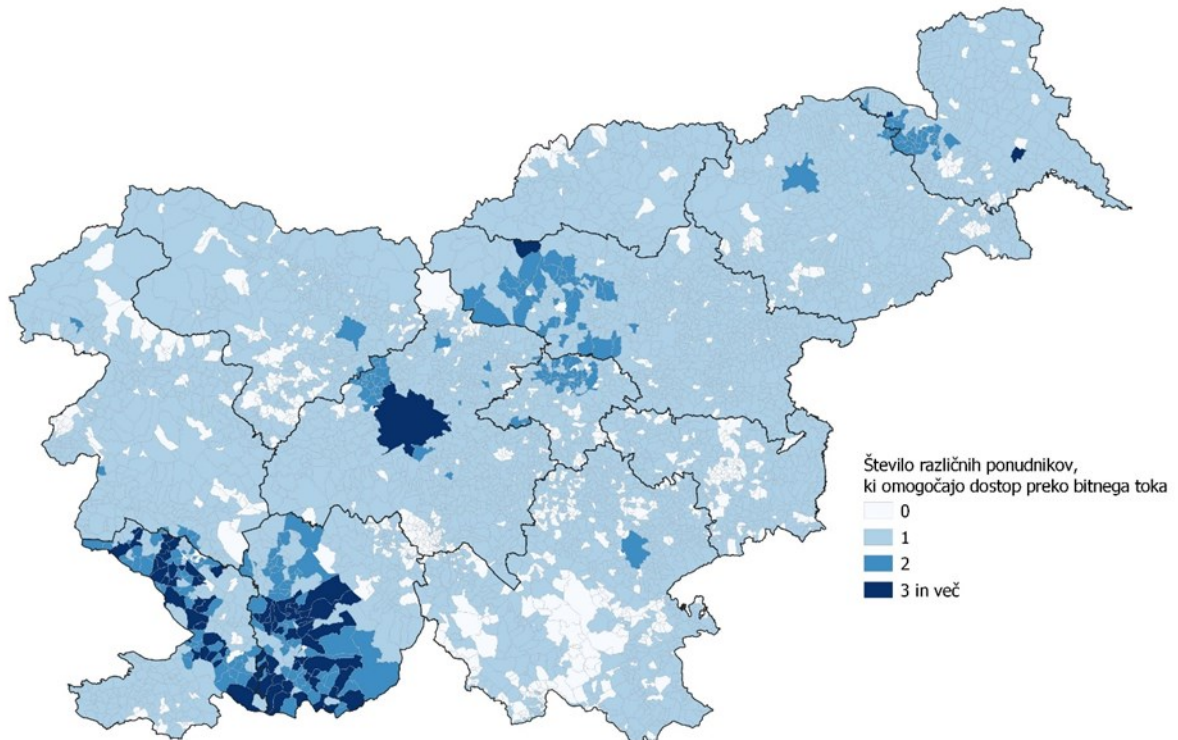 Število različnih ponudnikov,
ki omogočajo dostop preko bitnega toka
0
1
2
3 in več